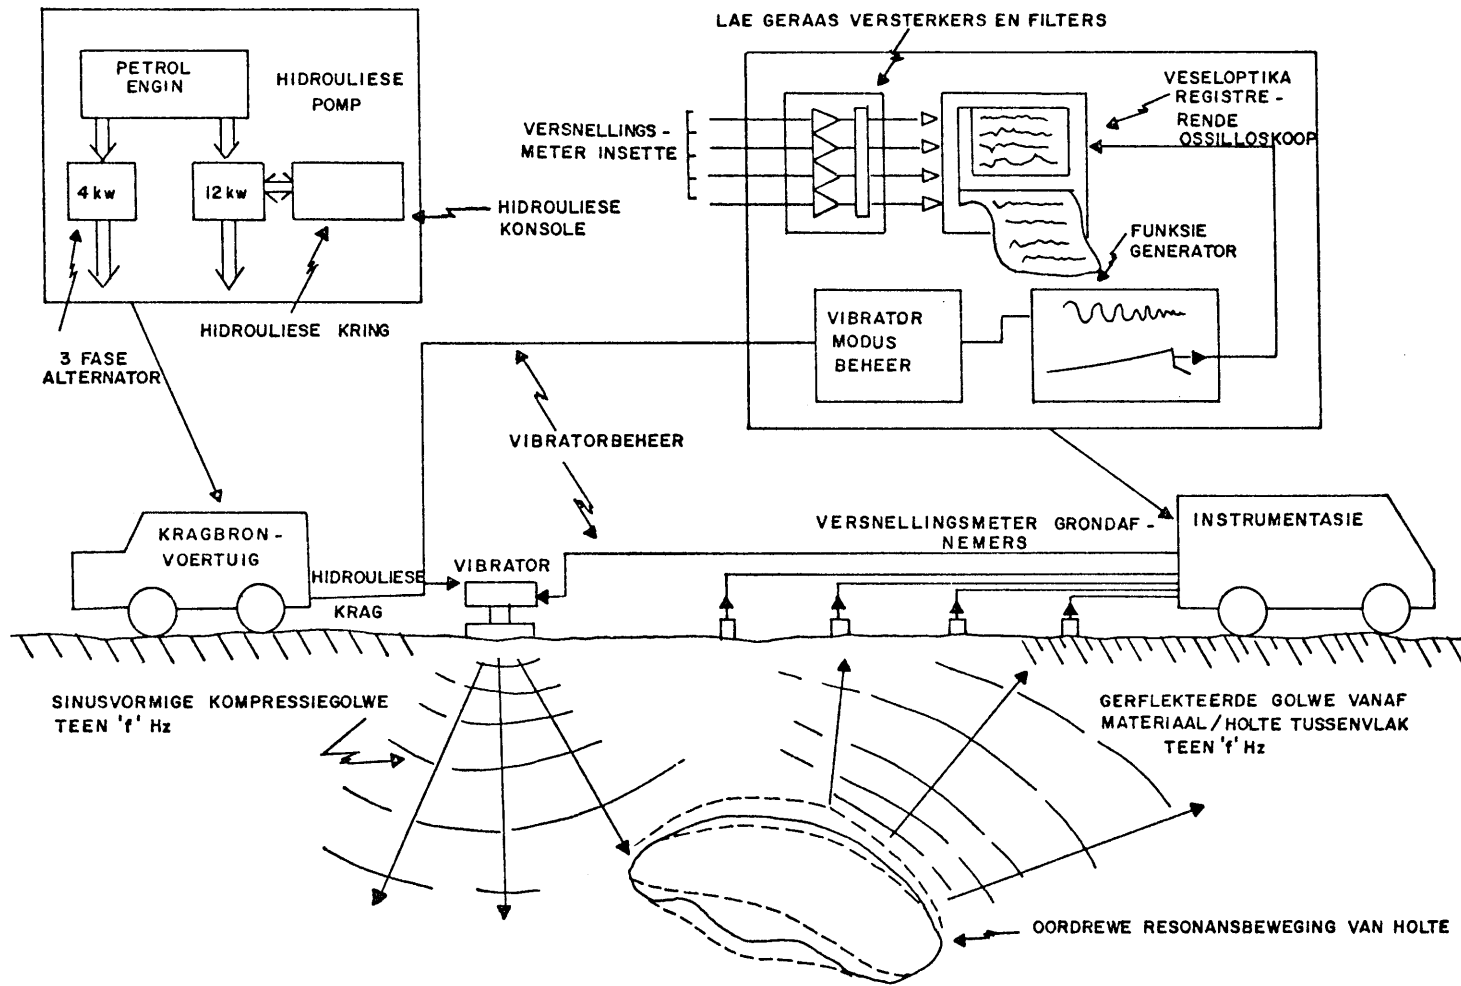 LAE GERAAS VERSTERKERS EN FILTERS
PETROL
ENGIN
HIDROULIESE
POMP
4 kw
12 kw
HIDROULIESE
KONSOLE
HIDROULIESE KRING
3 FASE
ALTERNATOR
VERSNELLINGS -
METER INSETTE
VESELOPTIKA
REGISTRE -
RENDE
OSSILLOSKOOP
FUNKSIE
GENERATOR
VIBRATOR
MODUS
BEHEER
VIBRATORBEHEER
KRAGBRON -
VOERTUIG
HIDROULIESE
KRAG
VIBRATOR
VERSNELLINGSMETER GRONDAF -
NEMERS
INSTRUMENTASIE
SINUSVORMIGE KOMPRESSIEGOLWE
TEEN 'f' Hz
GERFLEKTEERDE GOLWE VANAF
MATERIAAL/HOLTE TUSSENVLAK
TEEN 'f' Hz
OORDREWE RESONANSBEWEGING VAN HOLTE